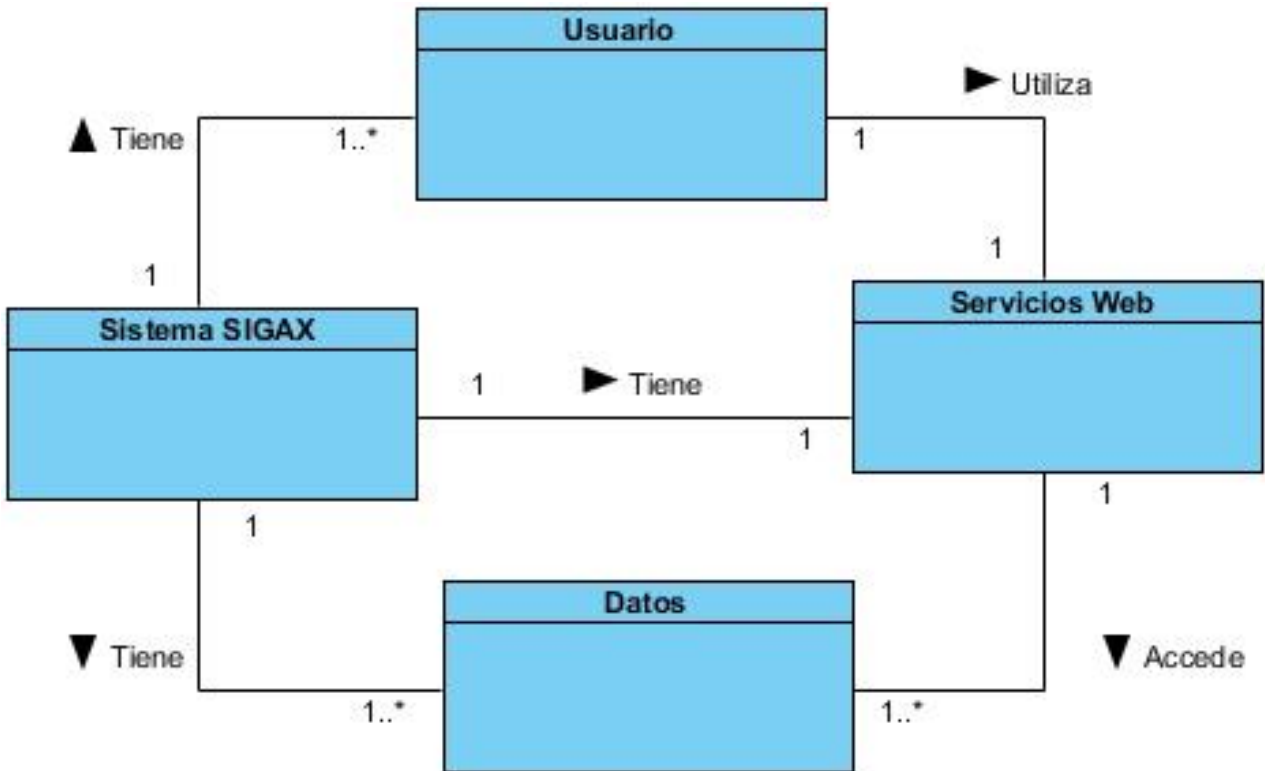 Usuario
Utiliza
Tiene
1..*
1
1
1
Servicios Web
Sistema SIGAX
1
Tiene
1
1
1
Datos
Tiene
Accede
1..*
1..*